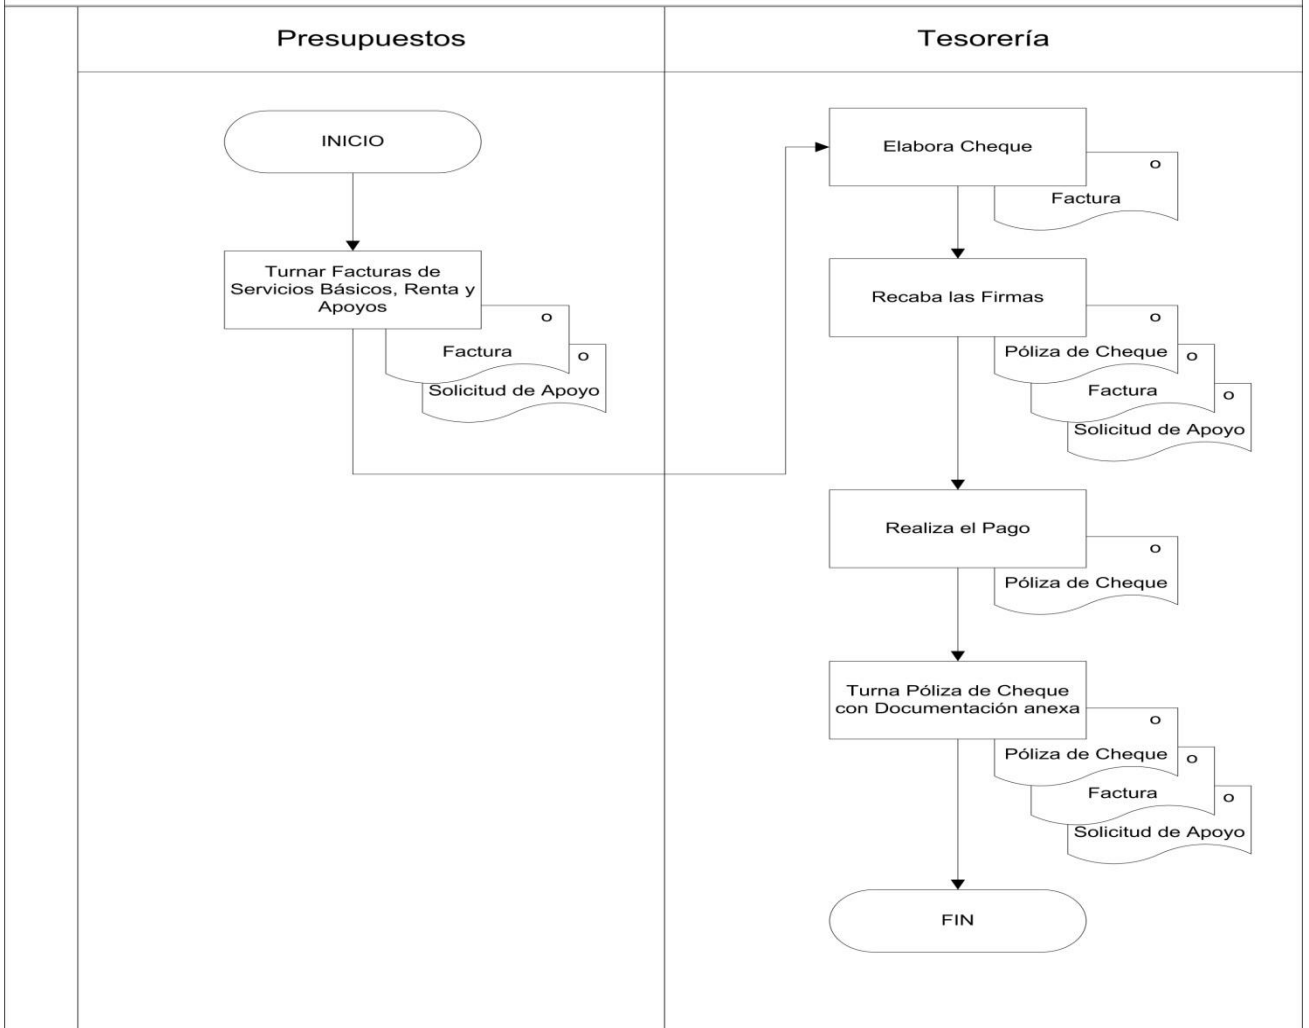 Presupuestos
Tesorería
INICIO
Turnar Facturas de
Servicios Básicos, Renta y
Apoyos
o
Factura
o
Solicitud de Apoyo
Elabora Cheque
o
Factura
Recaba las Firmas
o
Póliza de Cheque
o
Factura
o
Solicitud de Apoyo
Realiza el Pago
o
Póliza de Cheque
Turna Póliza de Cheque
con Documentación anexa
o
Póliza de Cheque
o
Factura
o
Solicitud de Apoyo
FIN